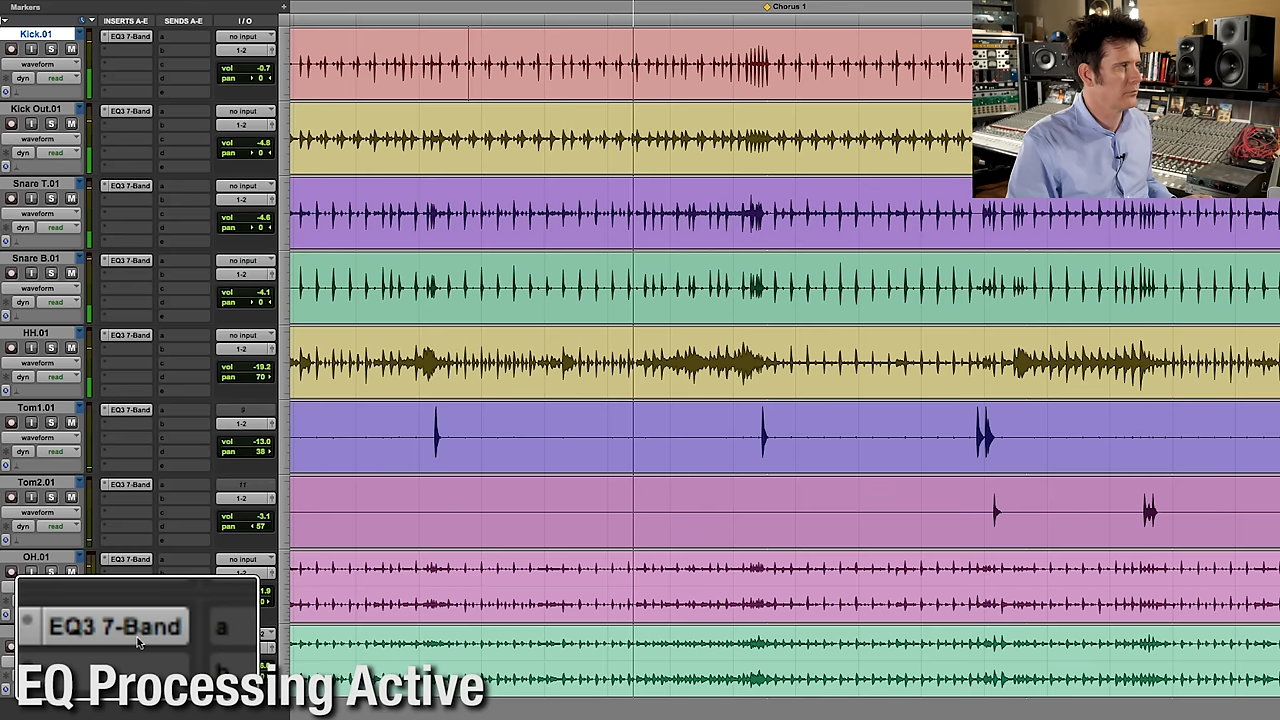 Markers
Chorus 1
INSERTS A-E SENDS A-E I / O
Kick.01
EQ3 7-Band a no input
I S M b 1-2
waveform c vol -0.7
dyn read d pan 0
e
Kick Out.01
EQ3 7-Band a no input
I S M b 1-2
waveform c vol -4.8
dyn read d pan 0
e
Snare T.01
EQ3 7-Band a no input
I S M b 1-2
waveform c vol -4.6
dyn read d pan 0
e
Snare B.01
EQ3 7-Band a no input
I S M b 1-2
waveform c vol -4.1
dyn read d pan 0
e
HH.01
EQ3 7-Band a no input
I S M b 1-2
waveform c vol -19.2
dyn read d pan 70
e
Tom1.01
EQ3 7-Band a 9
I S M b 1-2
waveform c vol -13.0
dyn read d pan 38
e
Tom2.01
EQ3 7-Band a 11
I S M b 1-2
waveform c vol -3.1
dyn read d pan 57
e
OH.01
EQ3 7-Band a no input
EQ3 7-Band a
b
EQ Processing Active